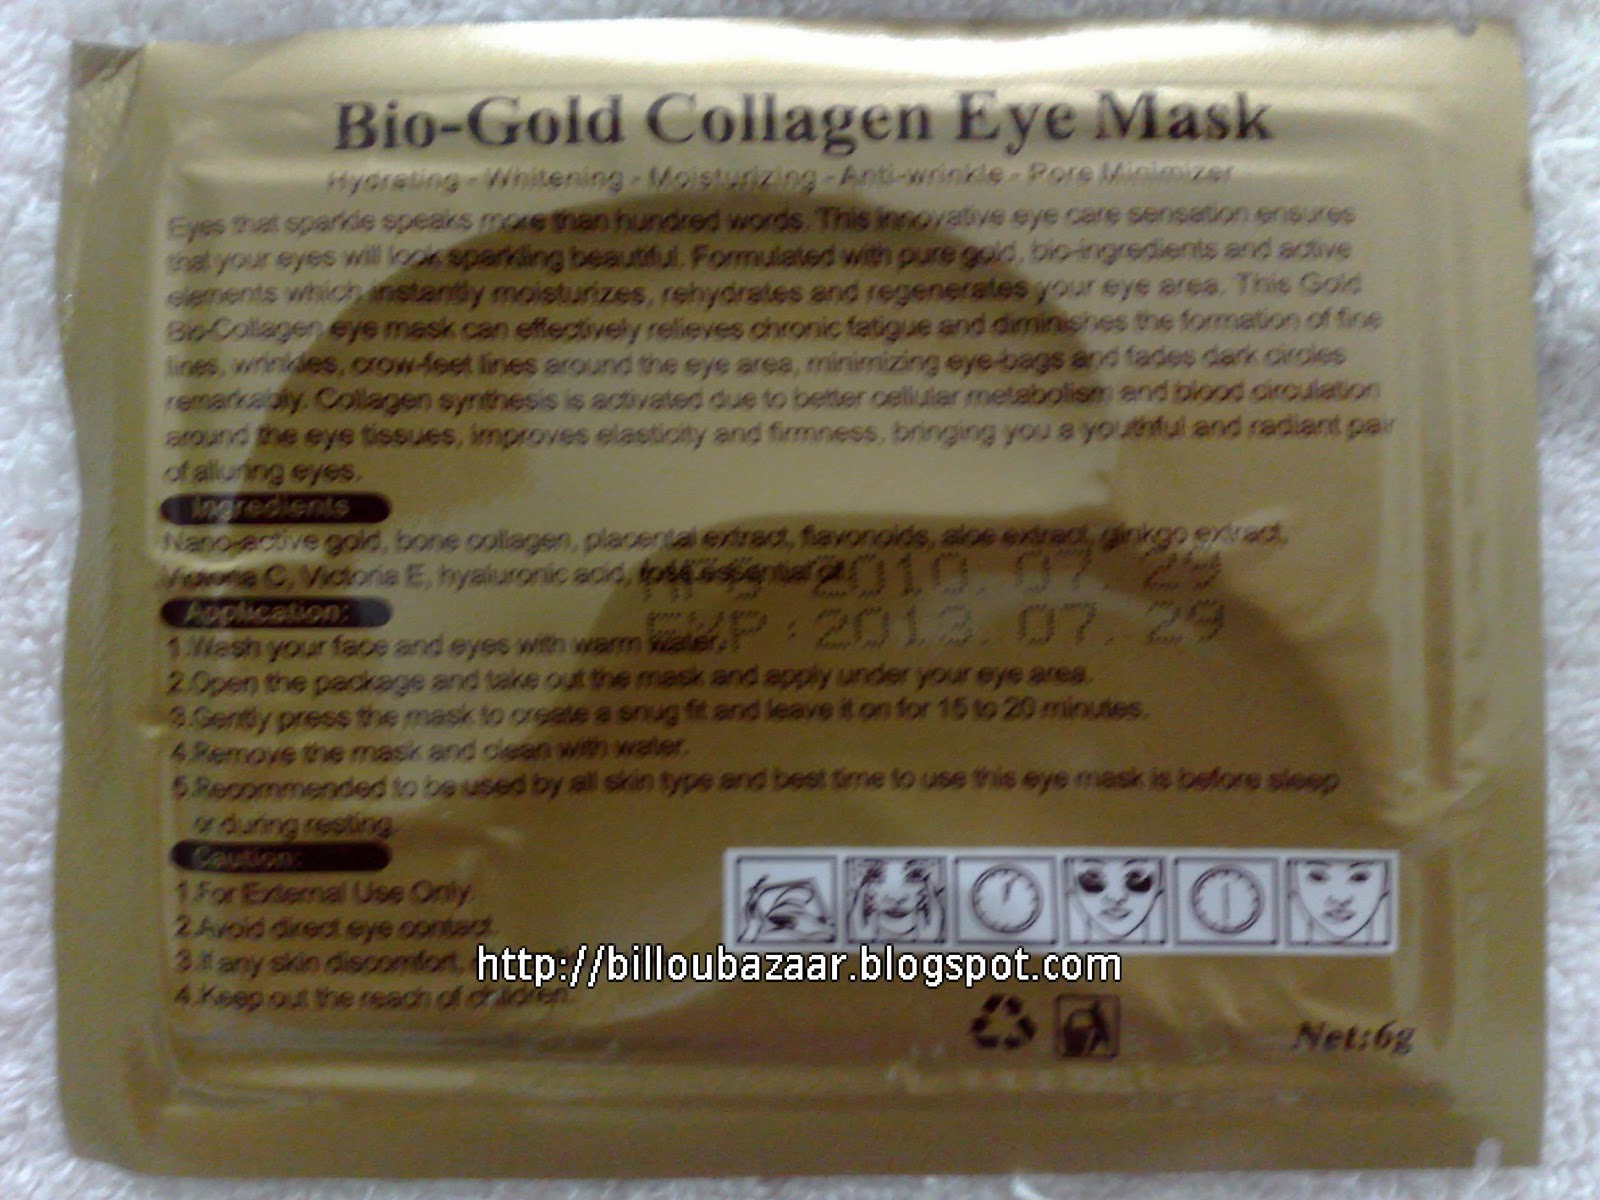 Bio-Gold Collagen Eye Mask
Hydrating - Whitening - Moisturizing - Anti-wrinkle - Pore Minimizer
Eyes that sparkle speaks more than hundred words. This innovative eye care sensation ensures
that your eyes will look sparkling beautiful. Formulated with pure gold, bio-ingredients and active
elements which instantly moisturizes, rehydrates and regenerates your eye area. This Gold
Bio-Collagen eye mask can effectively relieves chronic fatigue and diminishes the formation of fine
lines, wrinkles, crow-feet lines around the eye area, minimizing eye-bags and fades dark circles
remarkably. Collagen synthesis is activated due to better cellular metabolism and blood circulation
around the eye tissues, improves elasticity and firmness, bringing you a youthful and radiant pair
of alluring eyes.
Ingredients
Nano-active gold, bone collagen, placental extract, flavonoids, aloe extract, ginkgo extract,
Victoria C, Victoria E, hyaluronic acid, rose essential oil
2010.07.29
EXP:2013.07.29
Application:
1.Wash your face and eyes with warm water.
2.Open the package and take out the mask and apply under your eye area.
3.Gently press the mask to create a snug fit and leave it on for 15 to 20 minutes.
4.Remove the mask and clean with water.
5.Recommended to be used by all skin type and best time to use this eye mask is before sleep
or during resting.
Caution:
1.For External Use Only.
2.Avoid direct eye contact.
3.If any skin discomfort,
4.Keep out the reach of children.
http://billoubazaar.blogspot.com
Net:6g